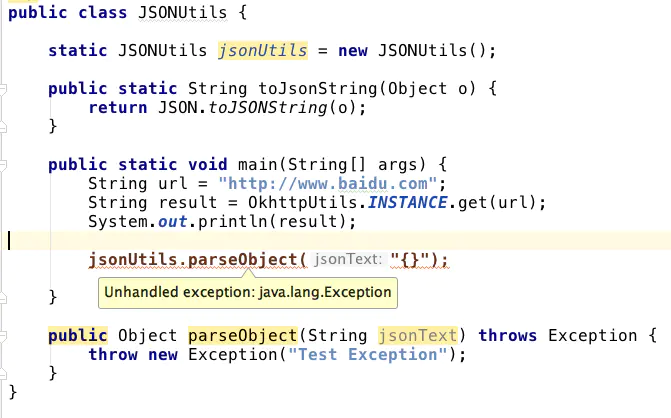 public class JSONUtils {
static JSONUtils jsonUtils = new JSONUtils();
public static String toJsonString(Object o) {
return JSON.toJSONString(o);
}
public static void main(String[] args) {
String url = "http://www.baidu.com";
String result = OkhttpUtils.INSTANCE.get(url);
System.out.println(result);
jsonUtils.parseObject( jsonText: "{}");
Unhandled exception: java.lang.Exception
}
public Object parseObject(String jsonText) throws Exception {
throw new Exception("Test Exception");
}
}